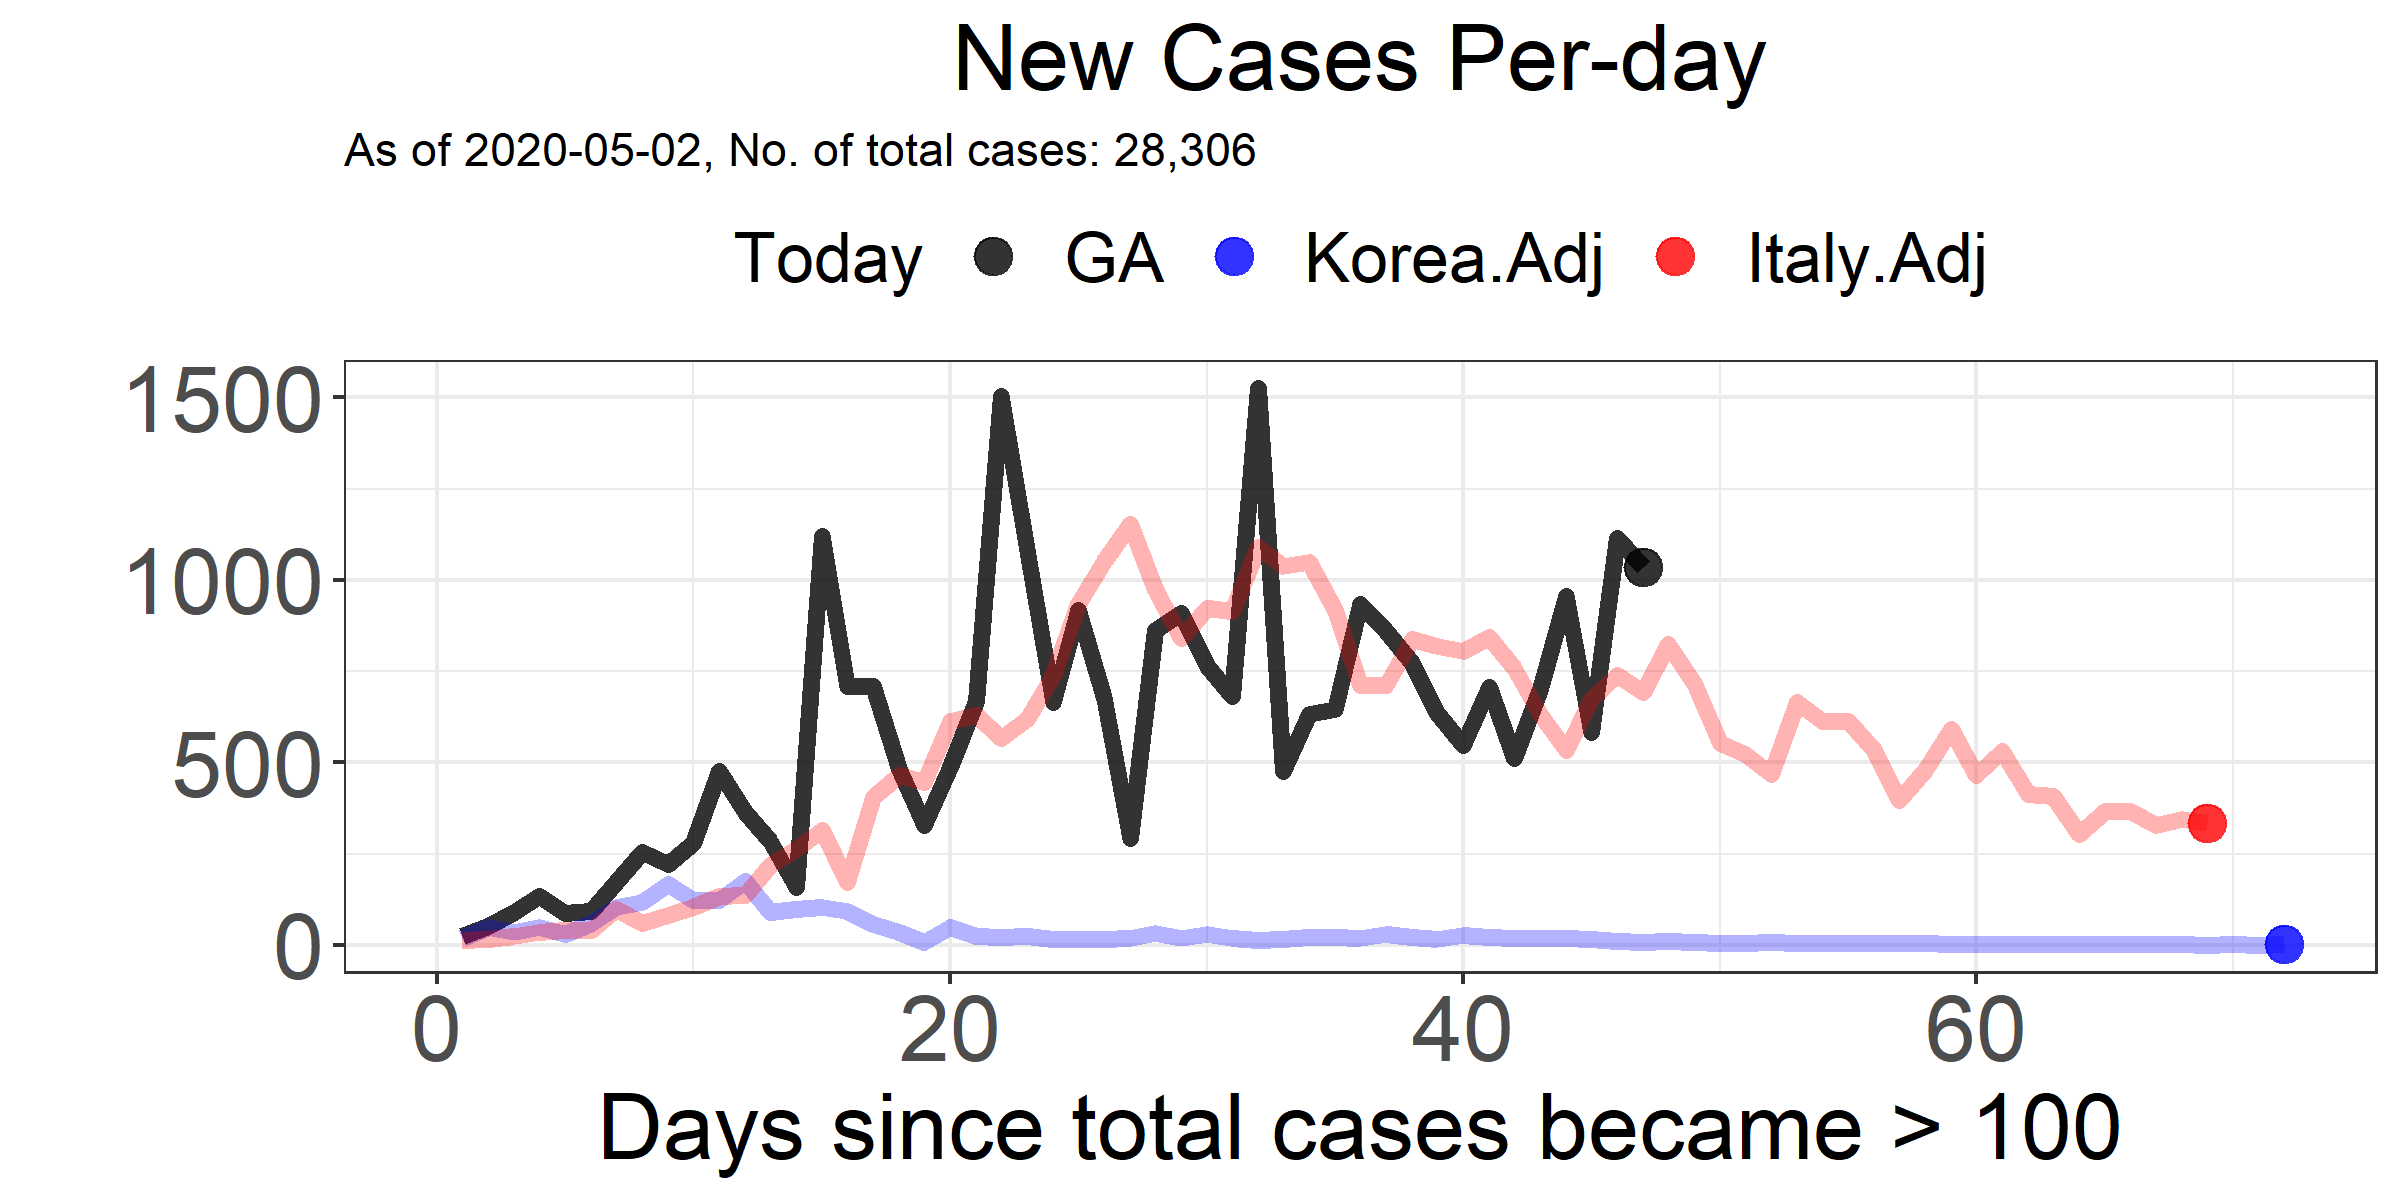 New Cases Per-day
As of 2020-05-02, No. of total cases: 28,306
Today GA Korea.Adj Italy.Adj
1500
1000
500
0
0 20 40 60
Days since total cases became > 100